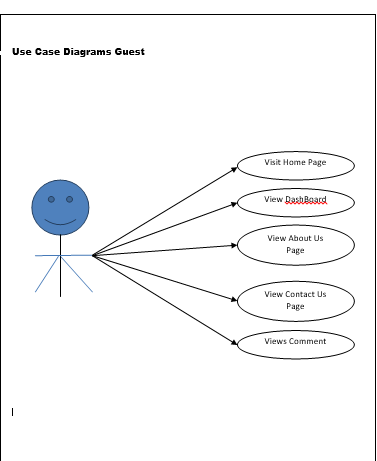 Use Case Diagrams Guest
Visit Home Page
View DashBoard
View About Us
Page
View Contact Us
Page
Views Comment